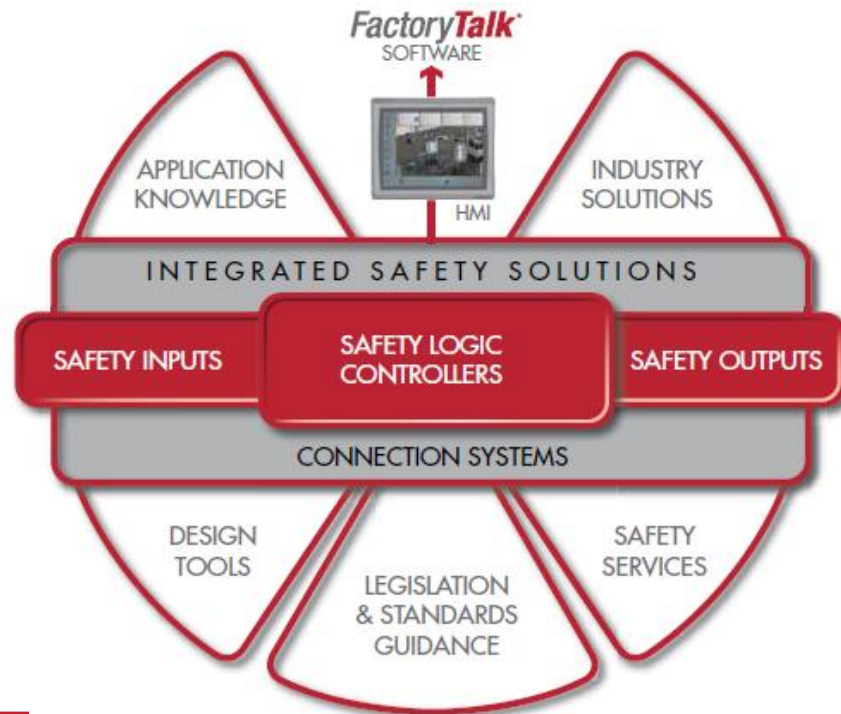 FactoryTalk
SOFTWARE
APPLICATION
KNOWLEDGE
HMI
INDUSTRY
SOLUTIONS
INTEGRATED SAFETY SOLUTIONS
SAFETY INPUTS
SAFETY LOGIC
CONTROLLERS
SAFETY OUTPUTS
CONNECTION SYSTEMS
DESIGN
TOOLS
LEGISLATION
& STANDARDS
GUIDANCE
SAFETY
SERVICES